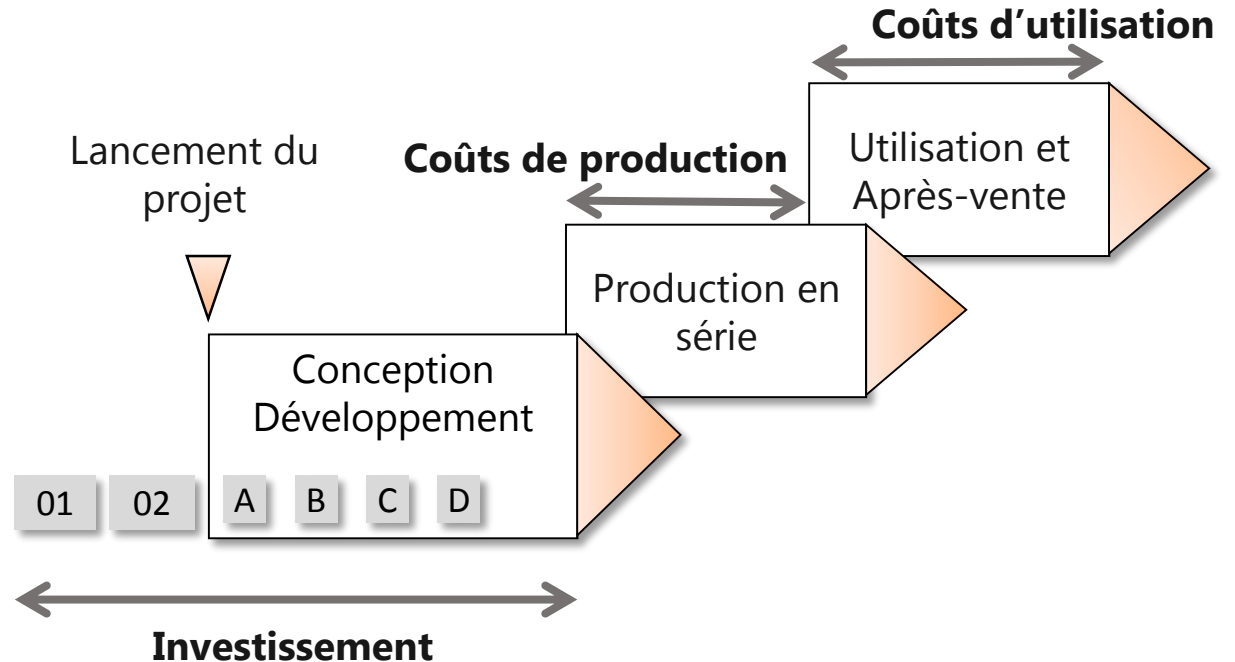 Coûts d’utilisation
Utilisation et
Après-vente
Lancement du
projet
Coûts de production
Production en
série
Conception
Développement
01 02 A B C D
Investissement